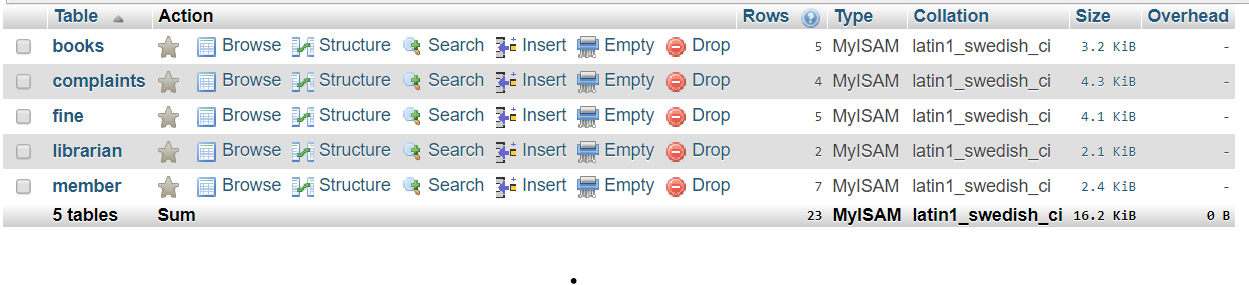 Table Action Rows Type Collation Size Overhead
books Browse Structure Search Insert Empty Drop 5 MyISAM latin1_swedish_ci 3.2 KiB -
complaints Browse Structure Search Insert Empty Drop 4 MyISAM latin1_swedish_ci 4.3 KiB -
fine Browse Structure Search Insert Empty Drop 5 MyISAM latin1_swedish_ci 4.1 KiB -
librarian Browse Structure Search Insert Empty Drop 2 MyISAM latin1_swedish_ci 2.1 KiB -
member Browse Structure Search Insert Empty Drop 7 MyISAM latin1_swedish_ci 2.4 KiB -
5 tables Sum 23 MyISAM latin1_swedish_ci 16.2 KiB 0 B